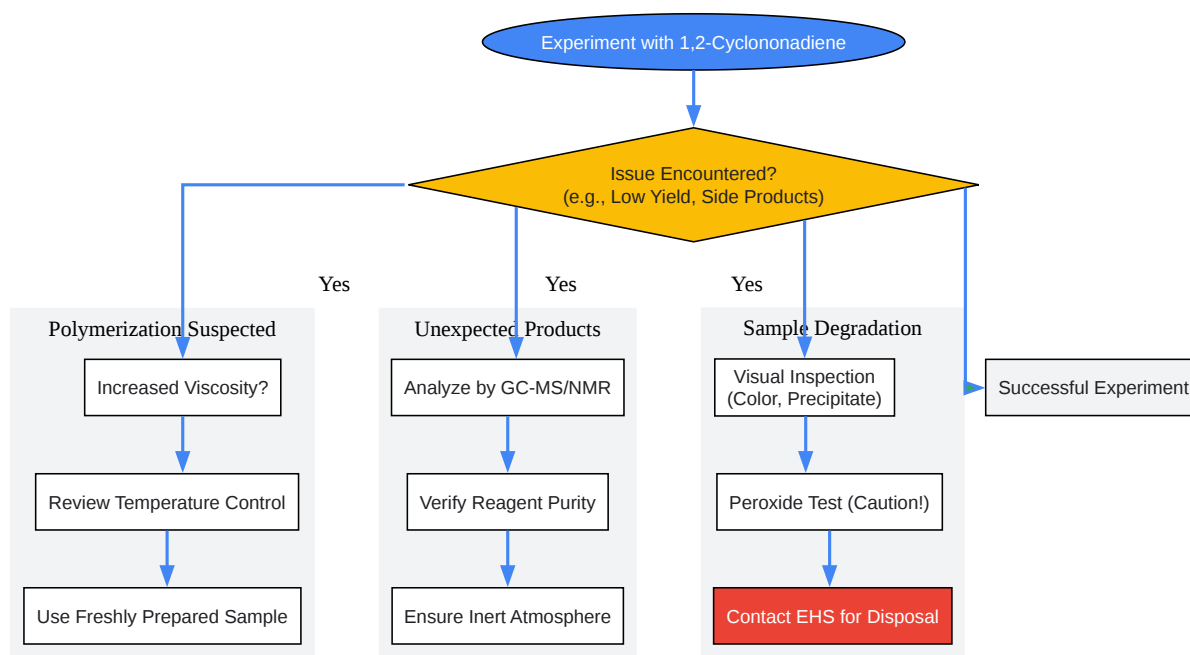 Experiment with 1,2-Cyclononadiene
Issue Encountered?
(e.g., Low Yield, Side Products)
Yes
Yes
Yes
Polymerization Suspected
Unexpected Products
Sample Degradation
Increased Viscosity?
Analyze by GC-MS/NMR
Visual Inspection
(Color, Precipitate)
Successful Experiment
Review Temperature Control
Verify Reagent Purity
Peroxide Test (Caution!)
Use Freshly Prepared Sample
Ensure Inert Atmosphere
Contact EHS for Disposal